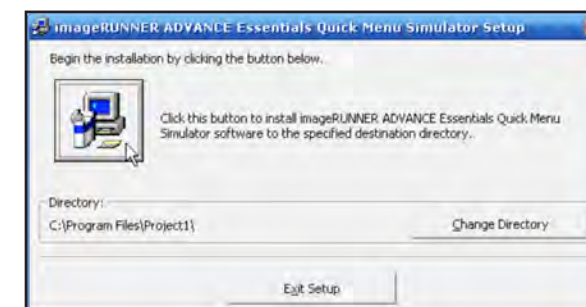 imageRUNNER ADVANCE Essentials Quick Menu Simulator Setup
Begin the installation by clicking the button below.
Click this button to install imageRUNNER ADVANCE Essentials Quick Menu
Simulator software to the specified destination directory.
Directory:
C:\Program Files\Project1\
Change Directory
Exit Setup